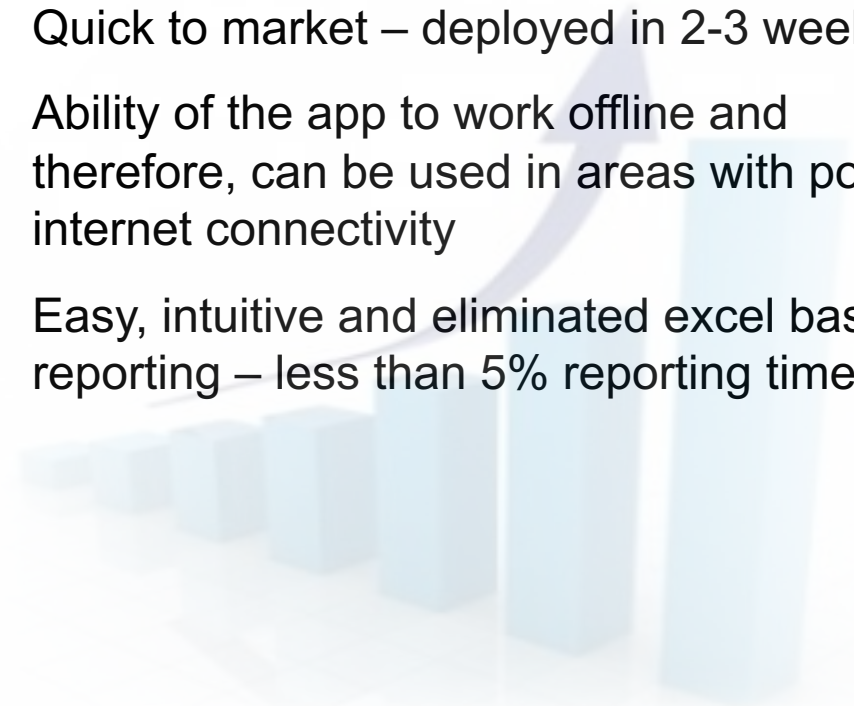 Quick to market – deployed in 2-3
Ability of the app to work offline and
therefore, can be used in areas with
internet connectivity
Easy, intuitive and eliminated excel
reporting – less than 5% reporting time